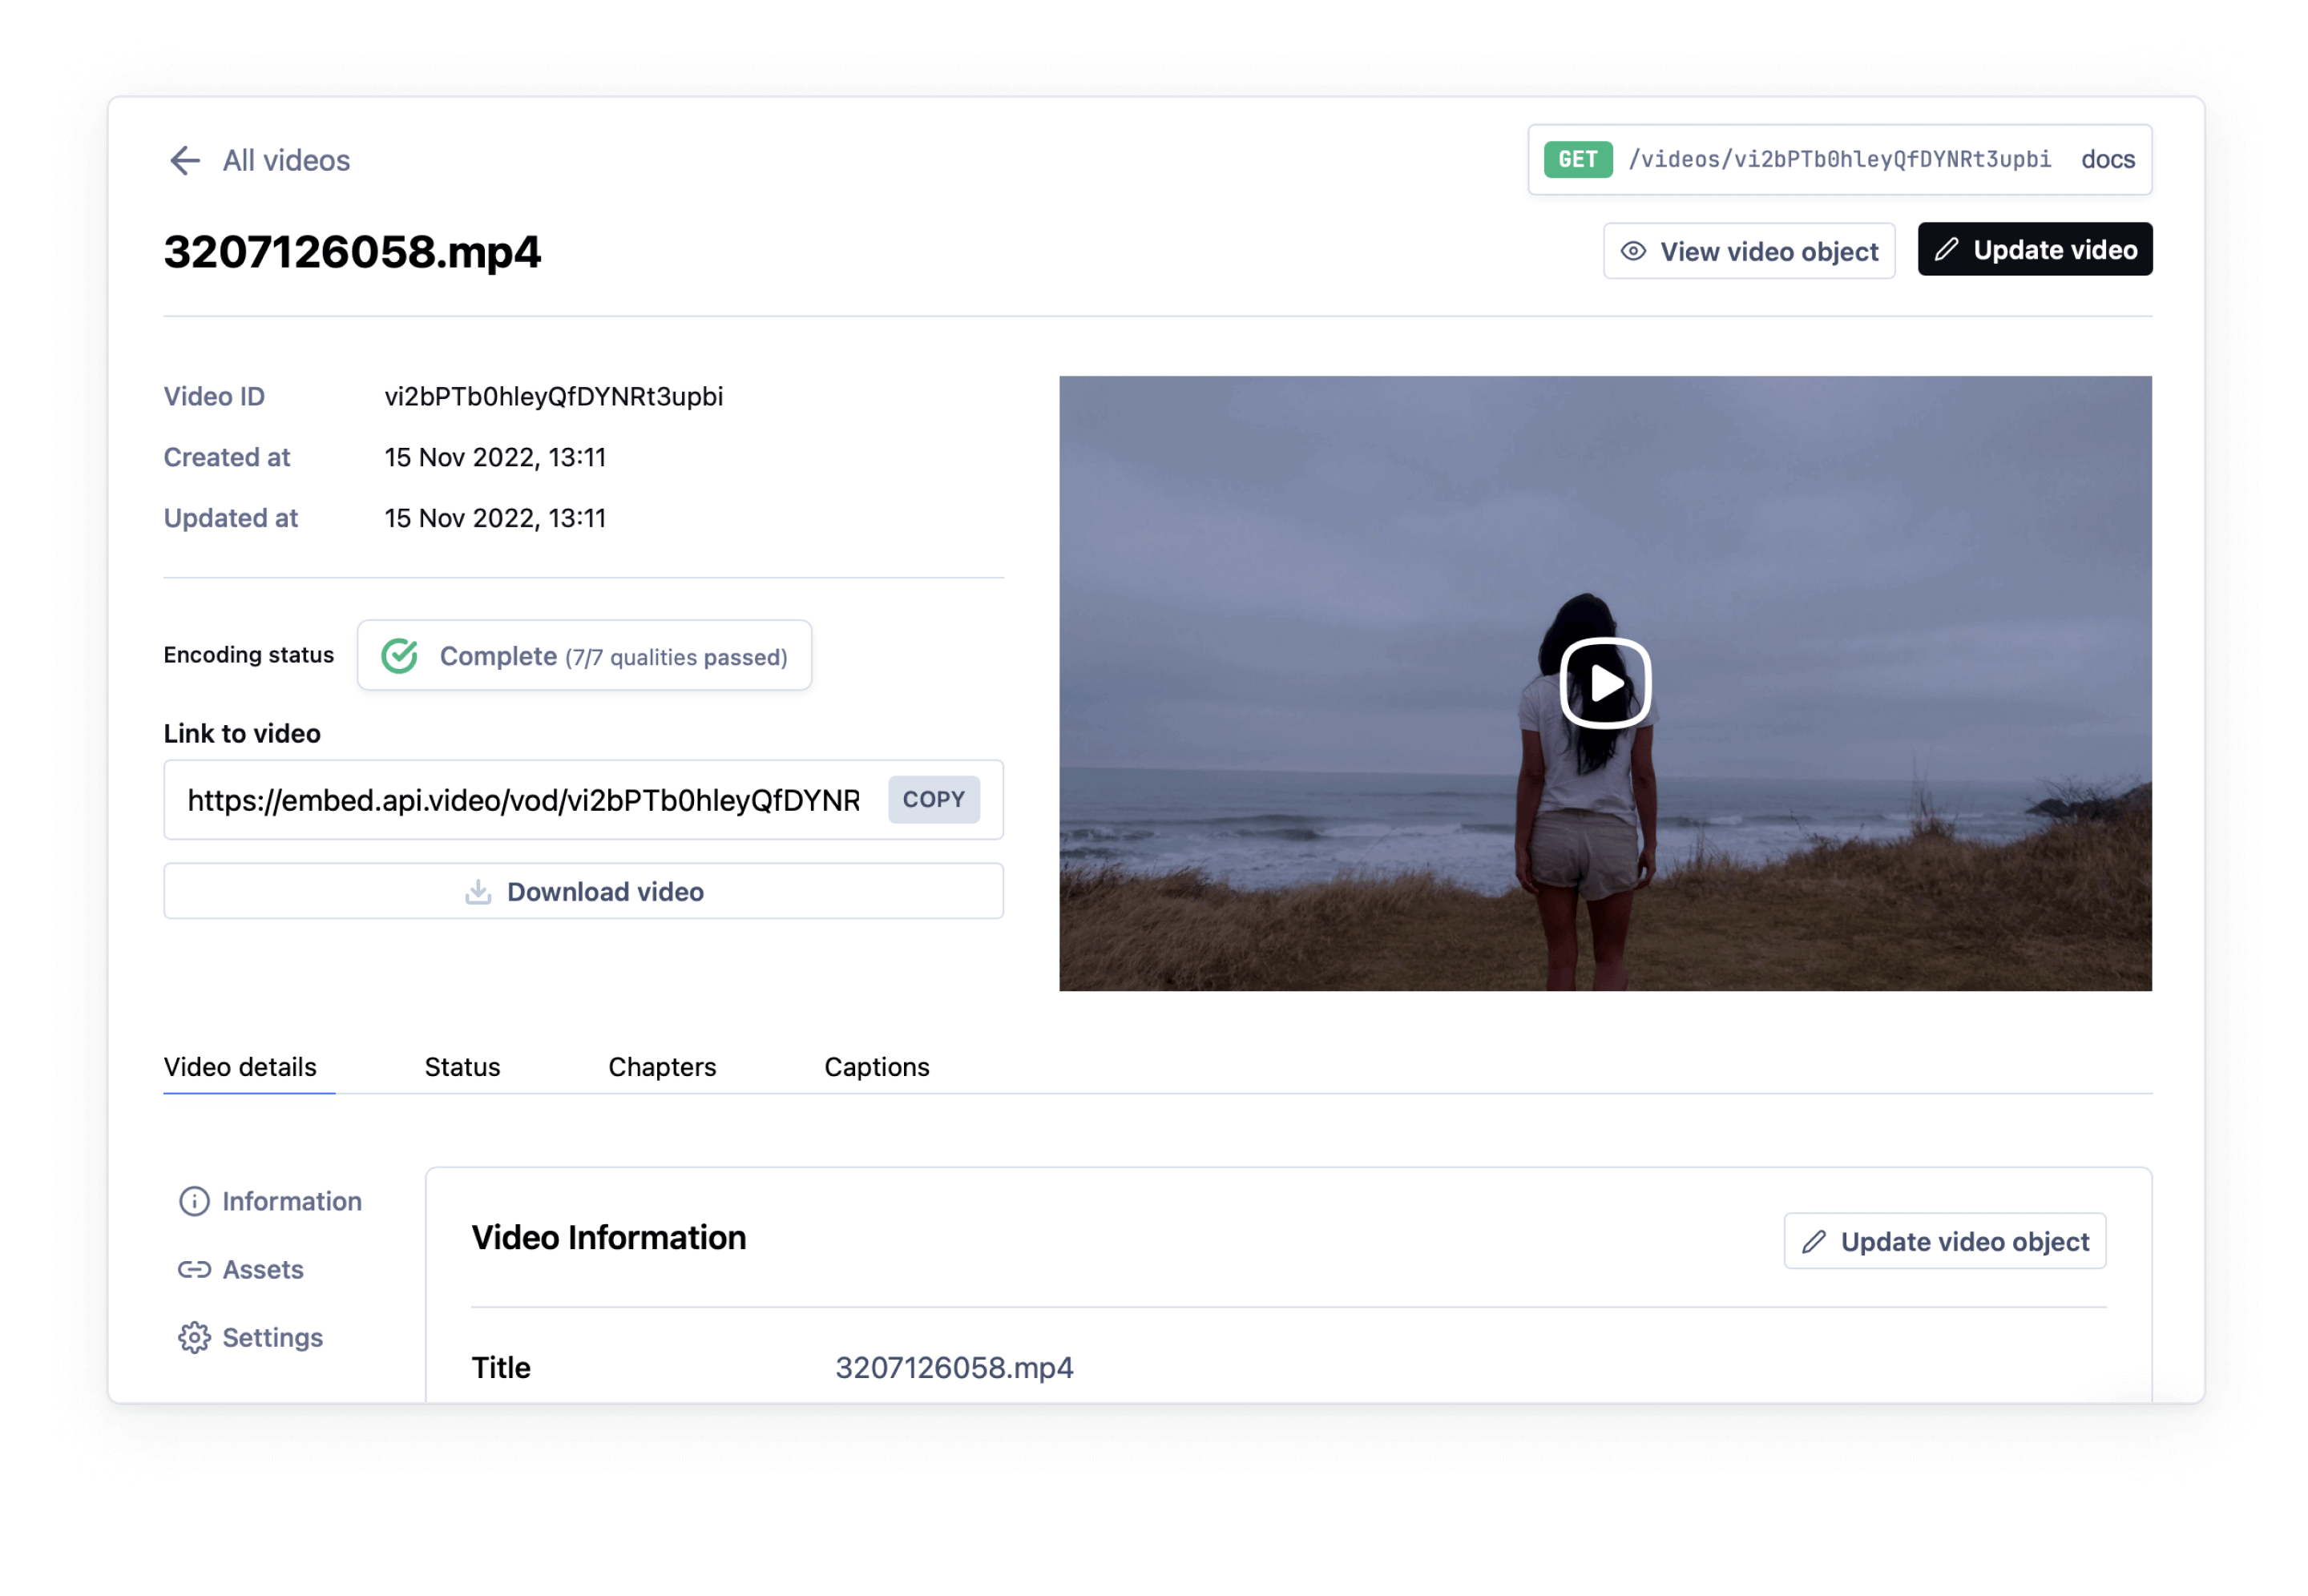 All videos
GET /videos/vi2bPTb0hleyQfDYNRt3upbi docs
3207126058.mp4
View video object
Update video
Video ID vi2bPTb0hleyQfDYNRt3upbi
Created at 15 Nov 2022, 13:11
Updated at 15 Nov 2022, 13:11
Encoding status Complete (7/7 qualities passed)
Link to video
https://embed.api.video/vod/vi2bPTb0hleyQfDYNR COPY
Download video
Video details Status Chapters Captions
Information
Assets
Settings
Video Information
Update video object
Title 3207126058.mp4